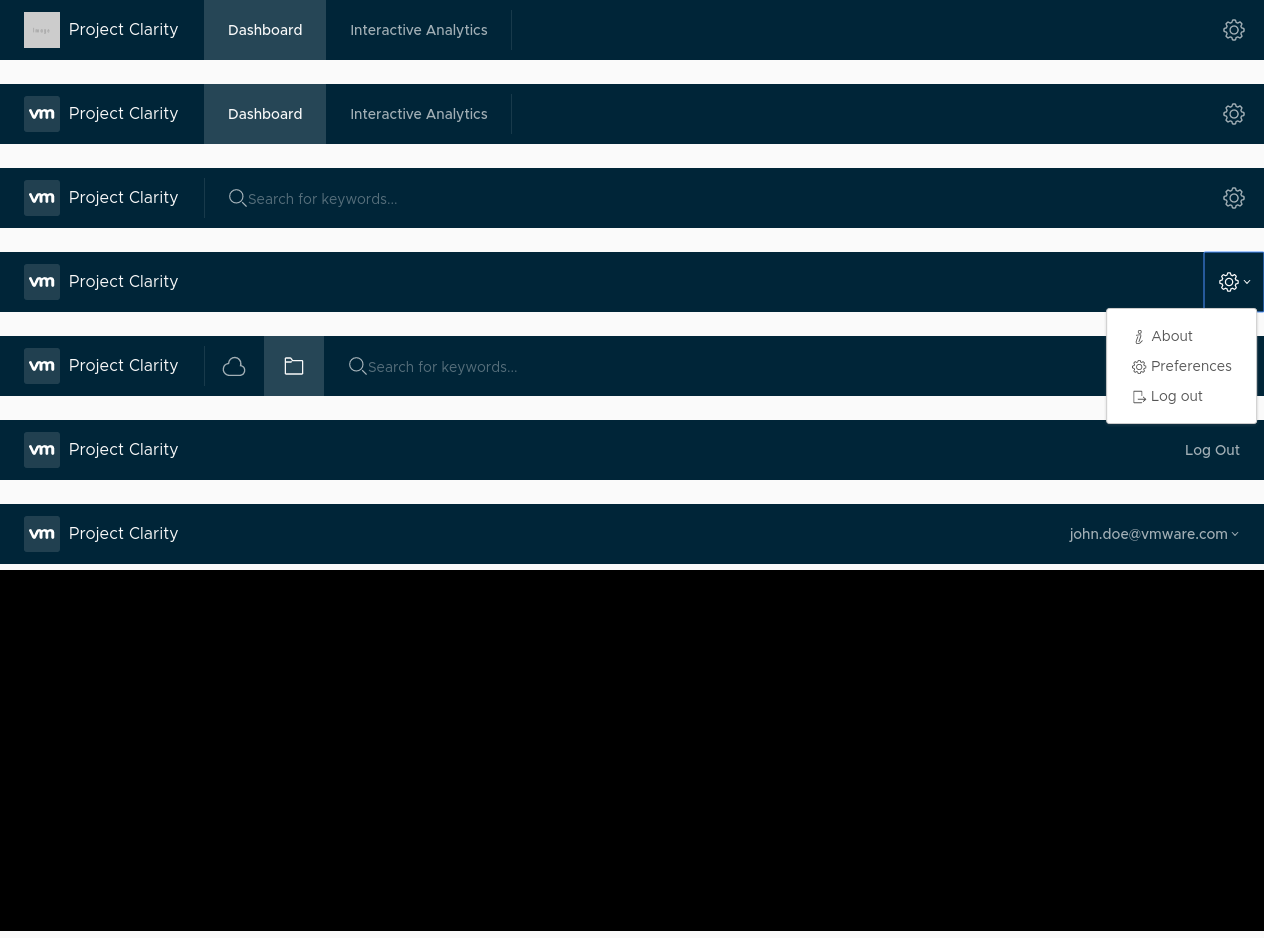 Image Project Clarity Dashboard Interactive Analytics
vm Project Clarity Dashboard Interactive Analytics
vm Project Clarity Search for keywords...
vm Project Clarity
About
Preferences
Log out
vm Project Clarity Search for keywords...
vm Project Clarity Log Out
vm Project Clarity john.doe@vmware.com